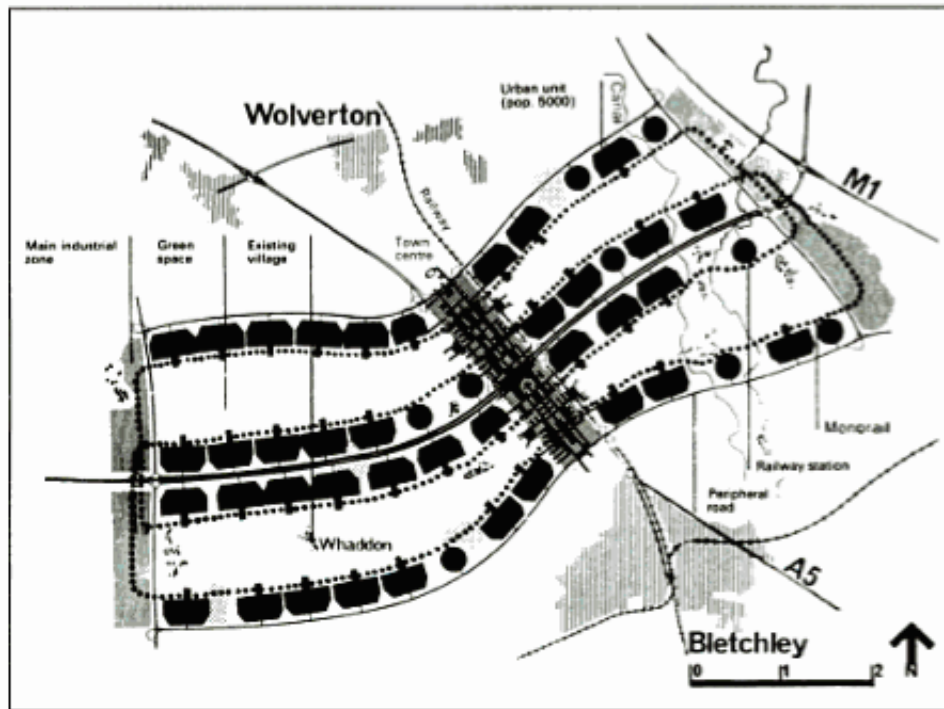 Urban unit
(pop. 5000)
Canal
Wolverton
M1
Railway
Main industrial
zone
Green
space
Existing
village
Town
centre
Monorail
Railway station
Peripheral
road
Whaddon
A5
Bletchley
0 1 2
N